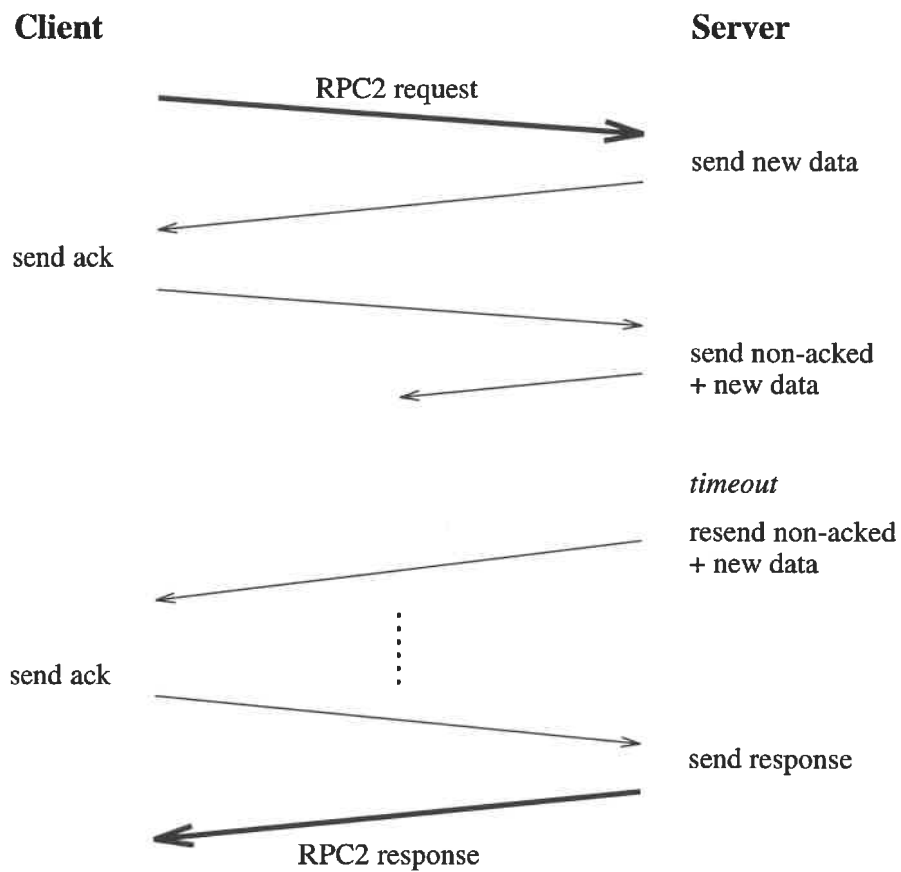 Client
Server
RPC2 request
send new data
send ack
send non-acked
+ new data
timeout
resend non-acked
+ new data
send ack
send response
RPC2 response